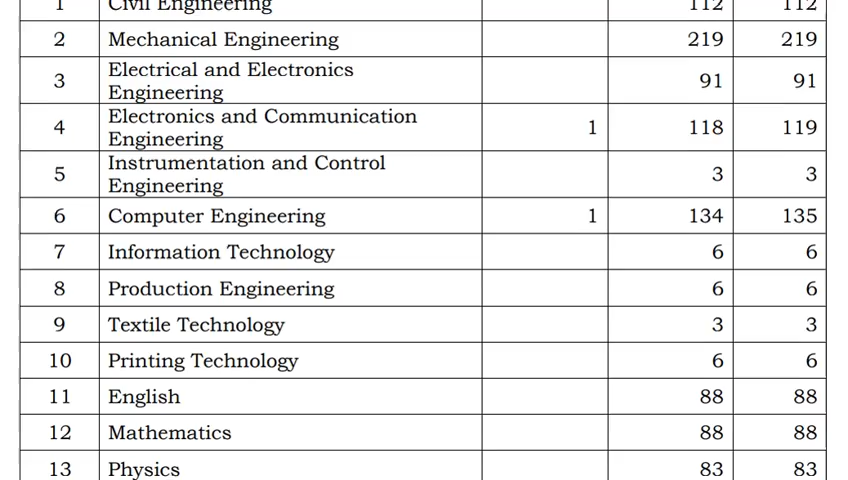 1 Civil Engineering 112 112
2 Mechanical Engineering 219 219
3 Electrical and Electronics
Engineering 91 91
4 Electronics and Communication
Engineering 1 118 119
5 Instrumentation and Control
Engineering 3 3
6 Computer Engineering 1 134 135
7 Information Technology 6 6
8 Production Engineering 6 6
9 Textile Technology 3 3
10 Printing Technology 6 6
11 English 88 88
12 Mathematics 88 88
13 Physics 83 83